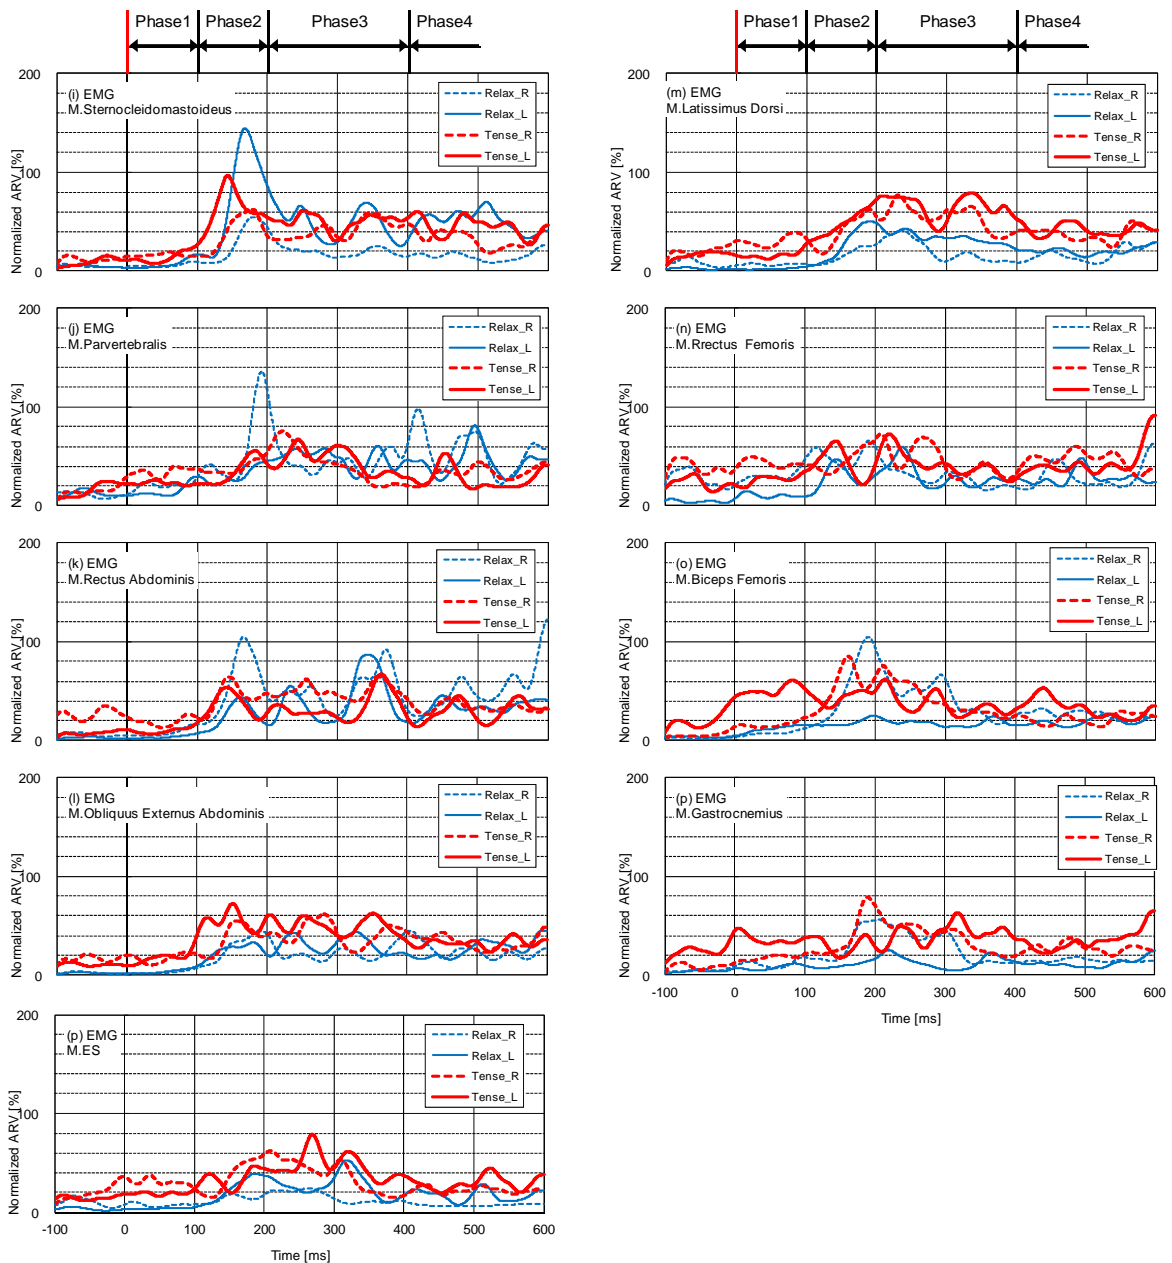 Phase1 Phase2 Phase3 Phase4
Phase1 Phase2 Phase3 Phase4
200
100
0
Normalized ARV [%]
(i) EMG
M.Sternocleidomastoideus
Relax_R
Relax_L
Tense_R
Tense_L
200
100
0
Normalized ARV [%]
(m) EMG
M.Latissimus Dorsi
Relax_R
Relax_L
Tense_R
Tense_L
200
100
0
Normalized ARV [%]
(j) EMG
M.Parvertebralis
Relax_R
Relax_L
Tense_R
Tense_L
200
100
0
Normalized ARV [%]
(n) EMG
M.Rrectus Femoris
Relax_R
Relax_L
Tense_R
Tense_L
200
100
0
Normalized ARV [%]
(k) EMG
M.Rectus Abdominis
Relax_R
Relax_L
Tense_R
Tense_L
200
100
0
Normalized ARV [%]
(o) EMG
M.Biceps Femoris
Relax_R
Relax_L
Tense_R
Tense_L
200
100
0
Normalized ARV [%]
(l) EMG
M.Obliquus Externus Abdominis
Relax_R
Relax_L
Tense_R
Tense_L
200
100
0
Normalized ARV [%]
(p) EMG
M.Gastrocnemius
Relax_R
Relax_L
Tense_R
Tense_L
-100 0 100 200 300 400 500 600
Time [ms]
200
100
0
Normalized ARV [%]
(p) EMG
M.ES
Relax_R
Relax_L
Tense_R
Tense_L
-100 0 100 200 300 400 500 600
Time [ms]